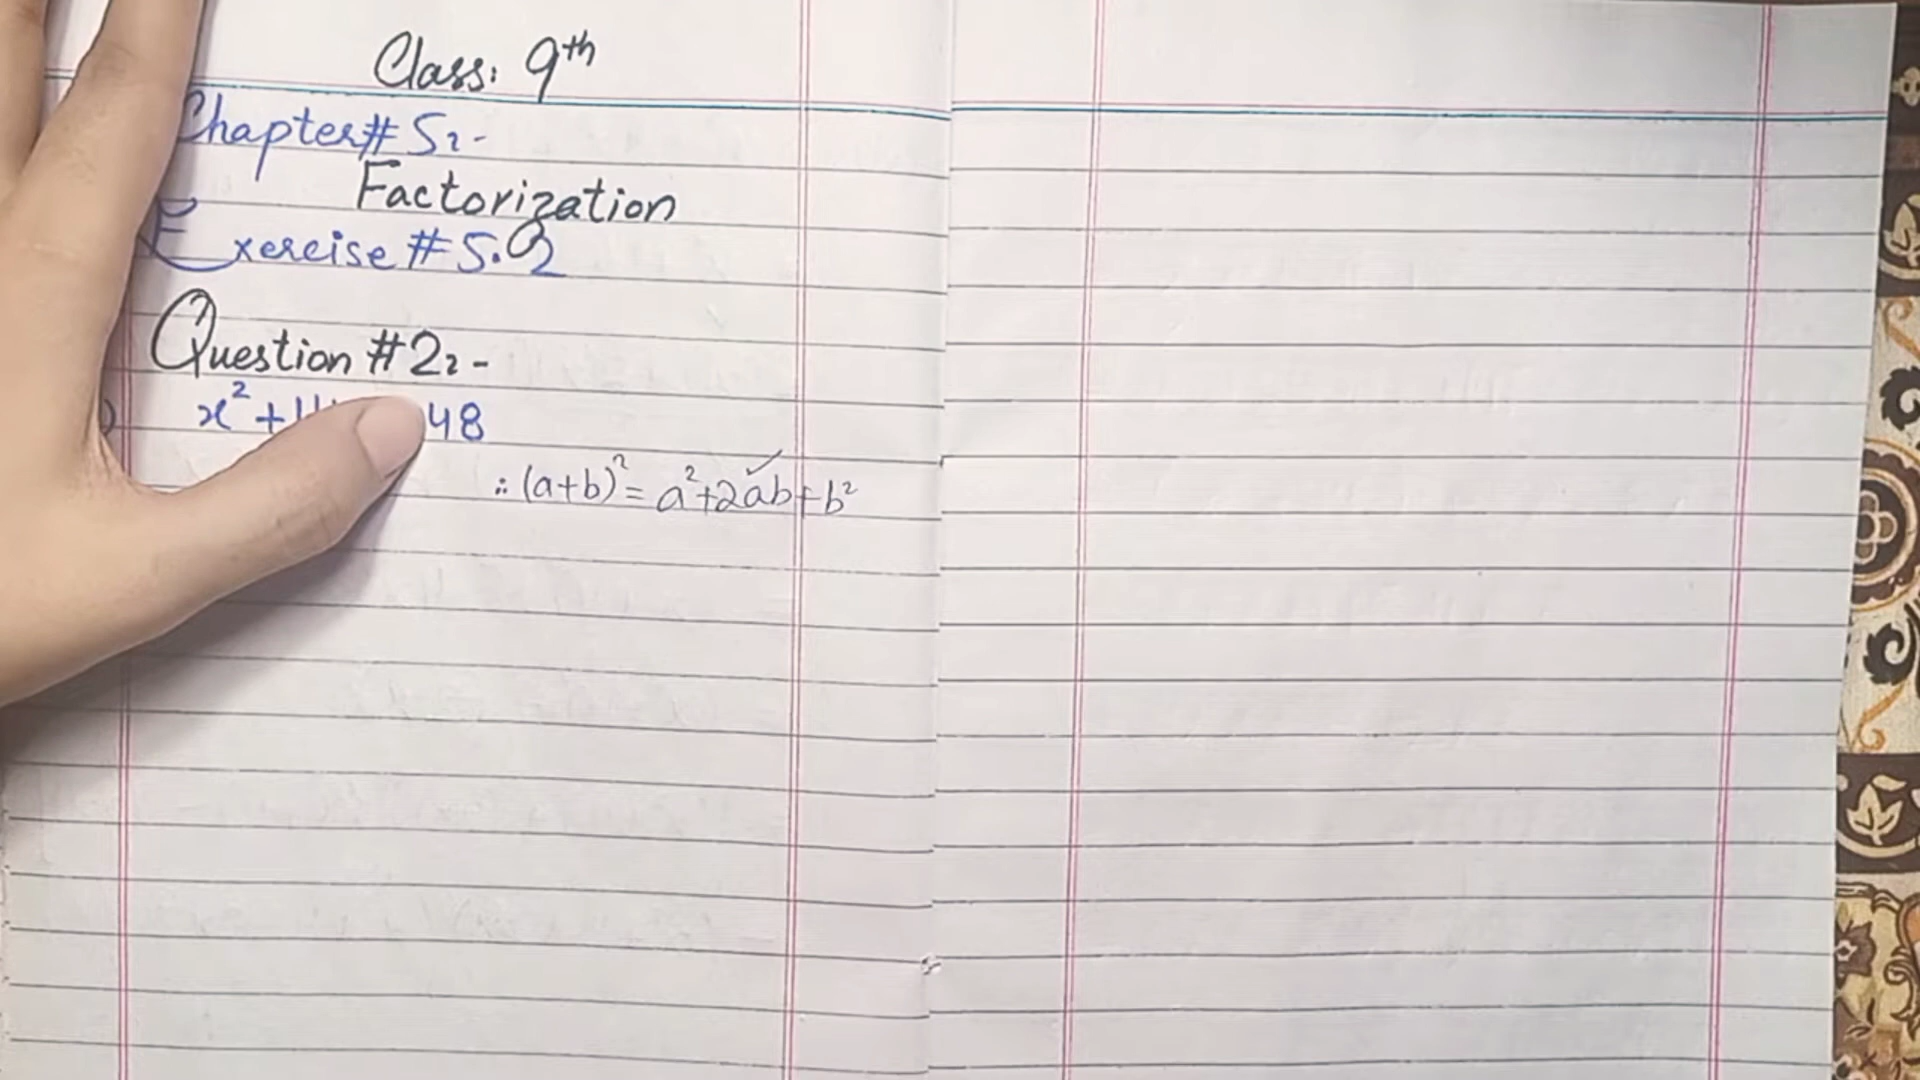 Class: 9th
Chapter# 5:-
Factorization
Exercise # 5.2
Question #2:-
x² + 48
∴ (a+b)² = a²+2ab+b²